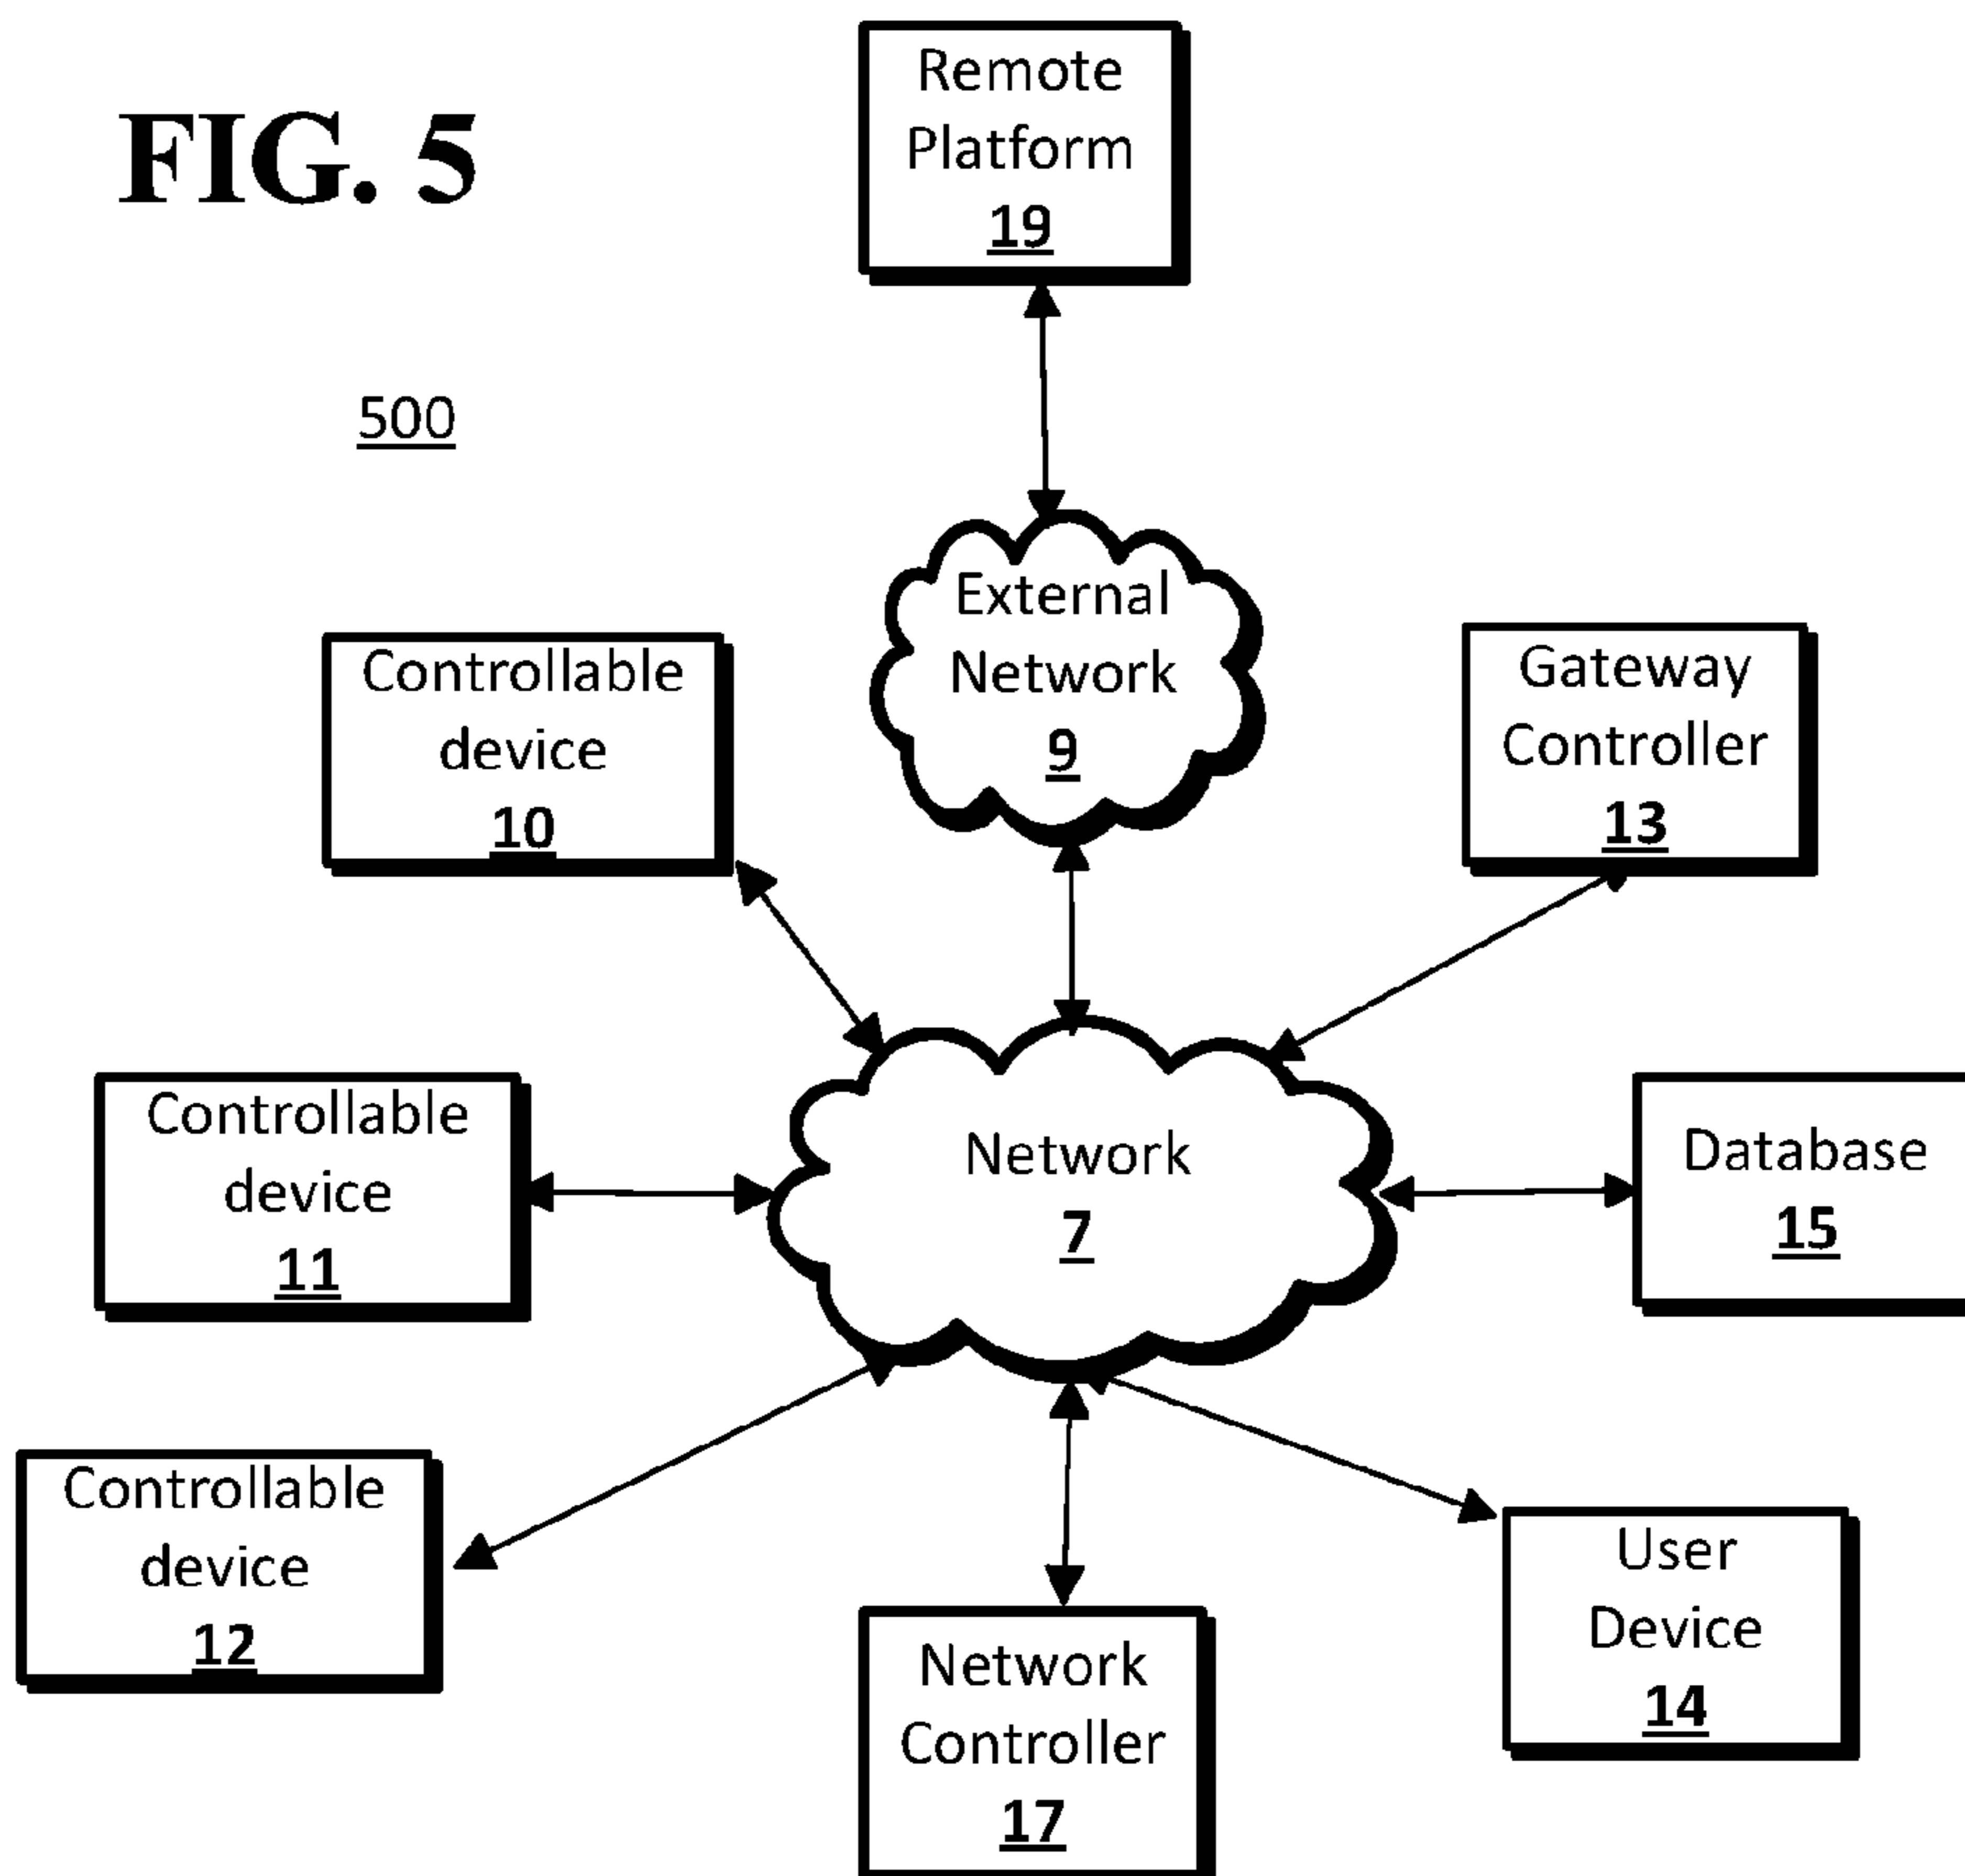 FIG. 5
500
Remote
Platform
19
External
Network
9
Controllable
device
10
Gateway
Controller
13
Controllable
device
11
Network
7
Database
15
Controllable
device
12
Network
Controller
17
User
Device
14